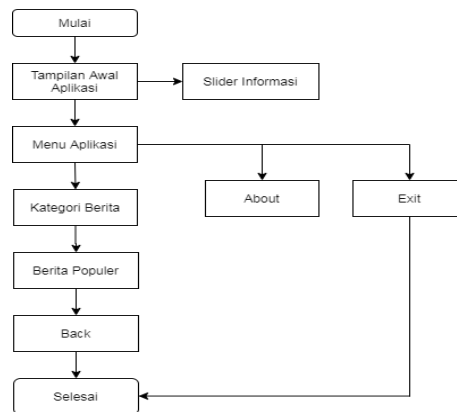 Mulai
Tampilan Awal
Aplikasi
Slider Informasi
Menu Aplikasi
Kategori Berita
About
Exit
Berita Populer
Back
Selesai